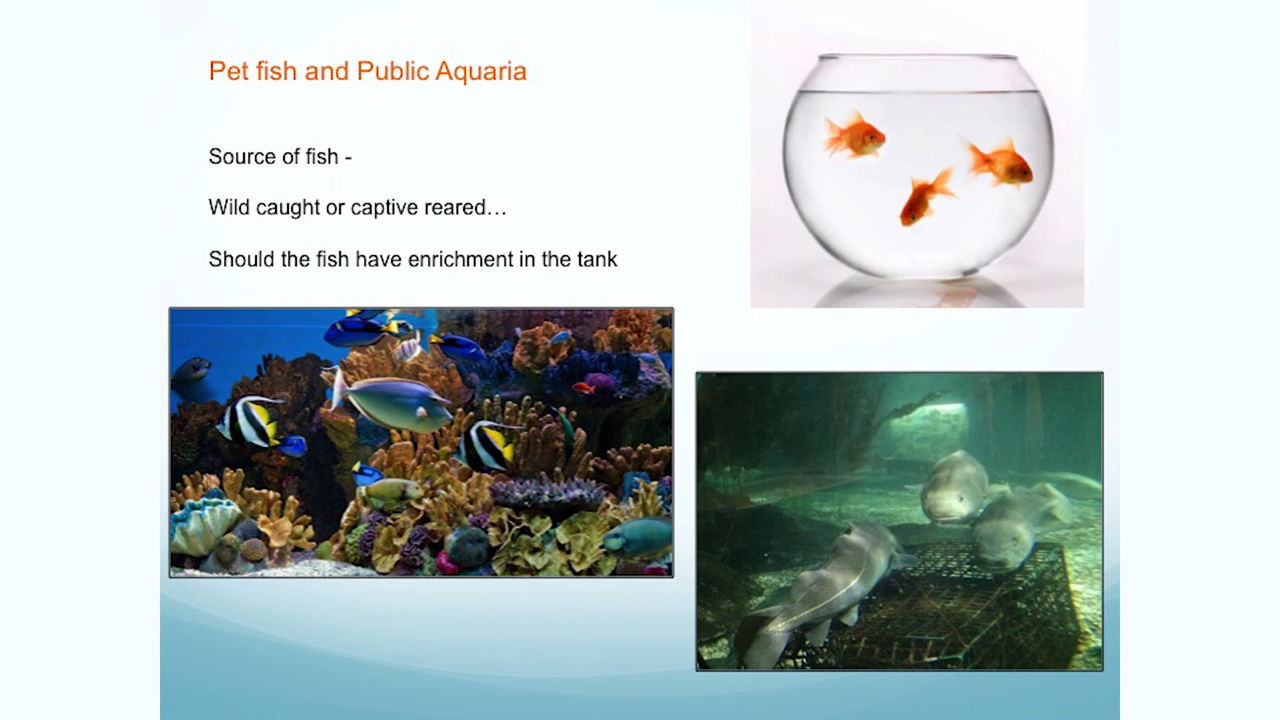 Pet fish and Public Aquaria
Source of fish -
Wild caught or captive reared…
Should the fish have enrichment in the tank